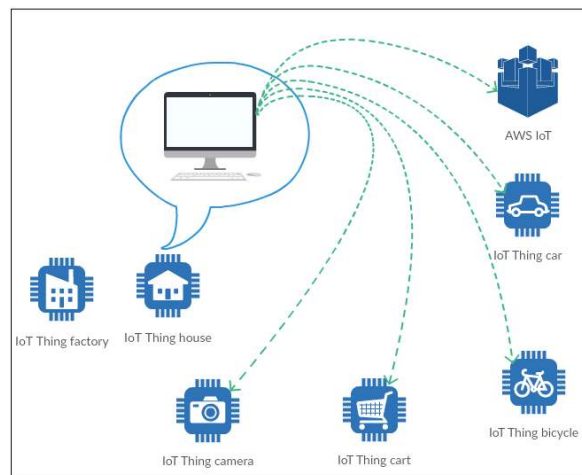 AWS IoT
IoT Thing car
IoT Thing factory
IoT Thing house
IoT Thing camera
IoT Thing cart
IoT Thing bicycle